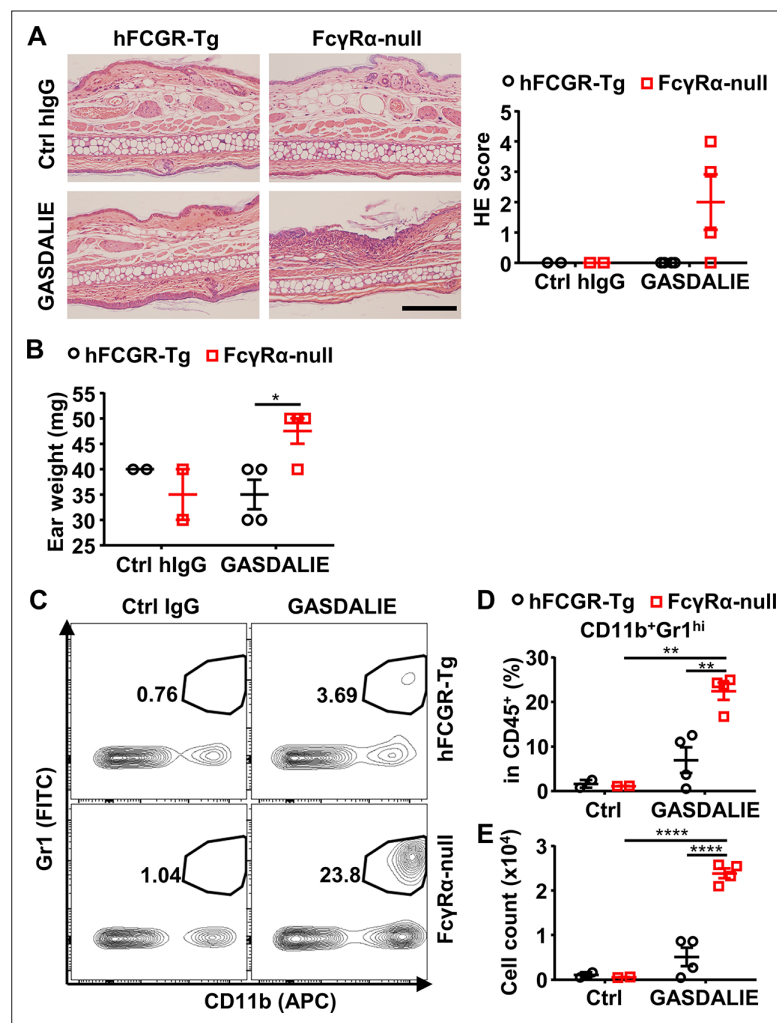 A
hFCGR-Tg
FcγRα-null
Ctrl hIgG
GASDALIE
hFCGR-Tg
FcγRα-null
HE Score
5
4
3
2
1
0
Ctrl hIgG
GASDALIE
B
hFCGR-Tg
FcγRα-null
Ear weight (mg)
55
50
45
40
35
30
25
*
Ctrl hIgG
GASDALIE
C
Ctrl IgG
GASDALIE
0.76
3.69
hFCGR-Tg
1.04
23.8
FcγRα-null
Gr1 (FITC)
CD11b (APC)
D
hFCGR-Tg
FcγRα-null
CD11b⁺Gr1ʰⁱ
in CD45⁺ (%)
30
20
10
0
**
**
Ctrl
GASDALIE
E
Cell count (x10⁴)
3
2
1
0
****
****
Ctrl
GASDALIE